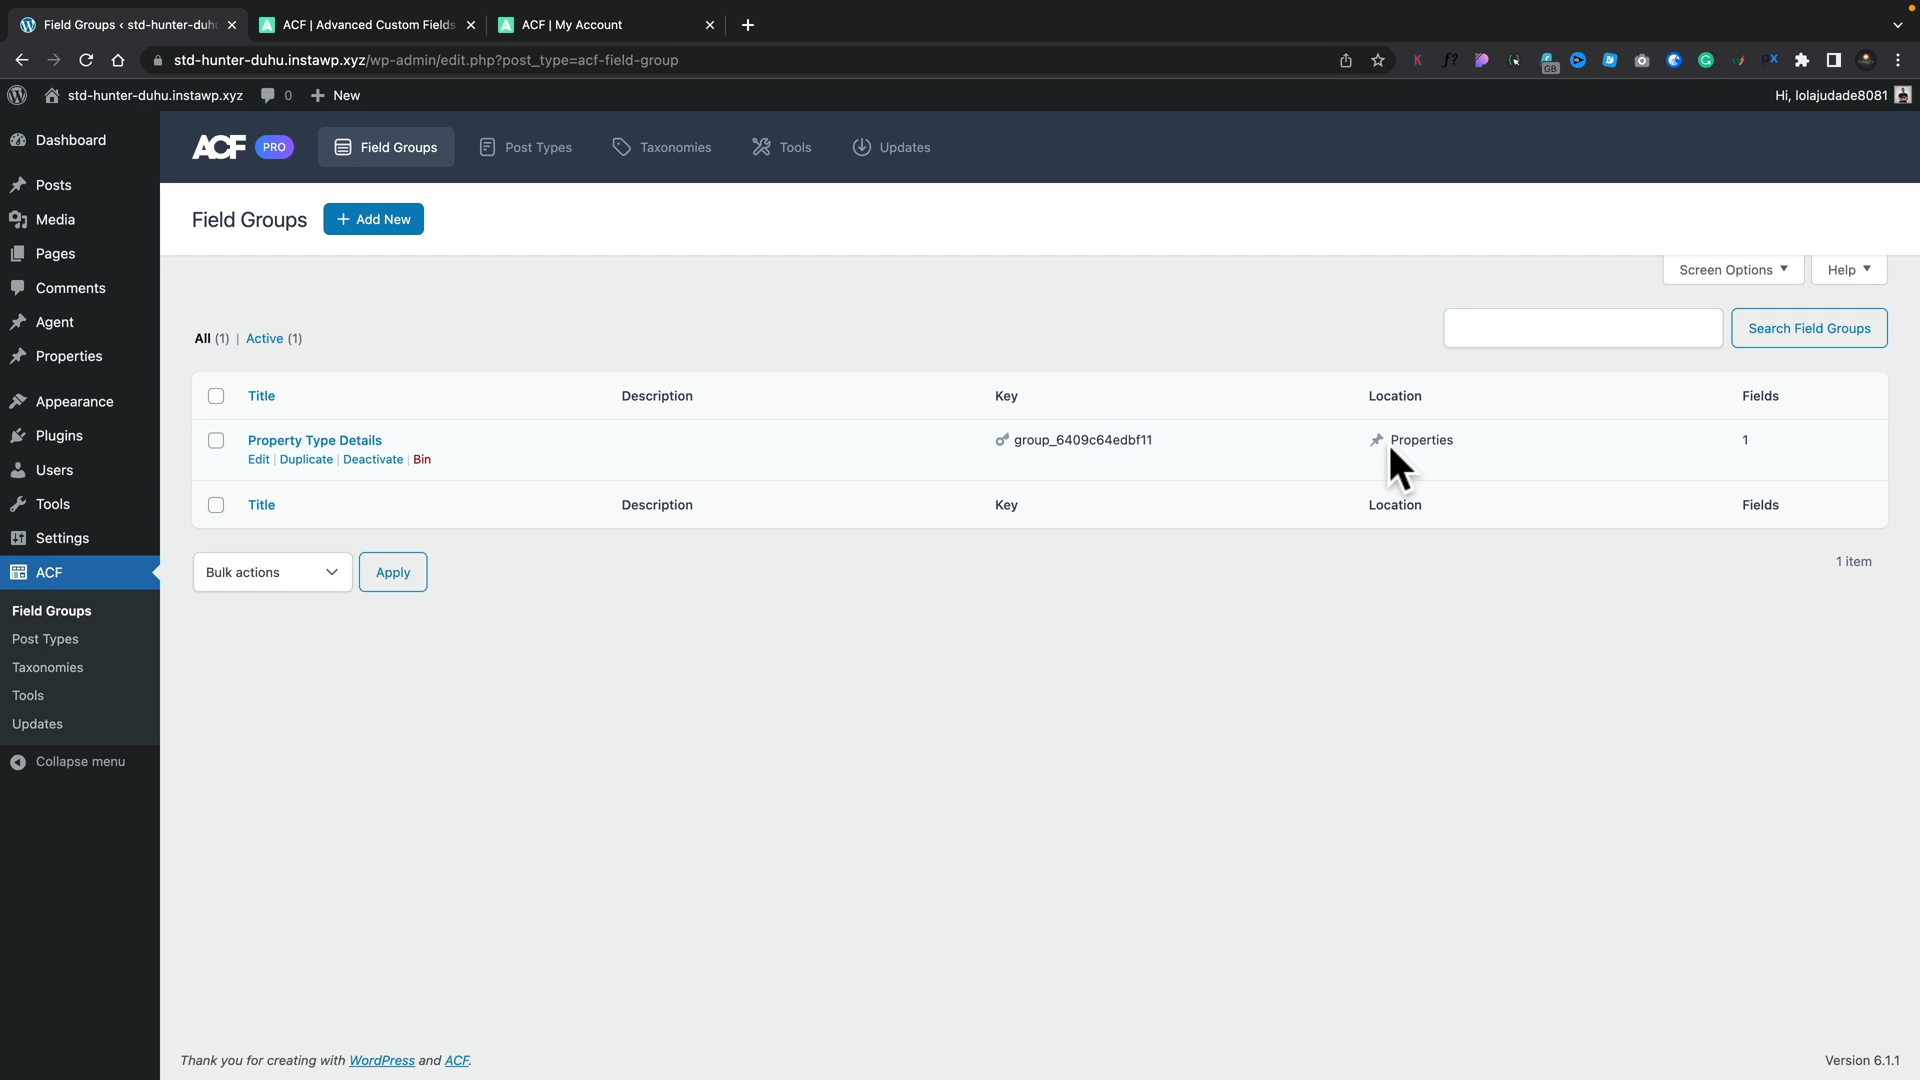 Field Groups ‹ std-hunter-duh
ACF | Advanced Custom Fields
ACF | My Account
std-hunter-duhu.instawp.xyz/wp-admin/edit.php?post_type=acf-field-group
GB
std-hunter-duhu.instawp.xyz
0
New
Hi, lolajudade8081
Dashboard
Posts
Media
Pages
Comments
Agent
Properties
Appearance
Plugins
Users
Tools
Settings
ACF
Field Groups
Post Types
Taxonomies
Tools
Updates
Collapse menu
ACF PRO
Field Groups
Post Types
Taxonomies
Tools
Updates
Field Groups
+ Add New
Screen Options
Help
All (1) | Active (1)
Search Field Groups
Title Description Key Location Fields
Property Type Details group_6409c64edbf11 Properties 1
Edit | Duplicate | Deactivate | Bin
Title Description Key Location Fields
Bulk actions
Apply
1 item
Thank you for creating with WordPress and ACF.
Version 6.1.1